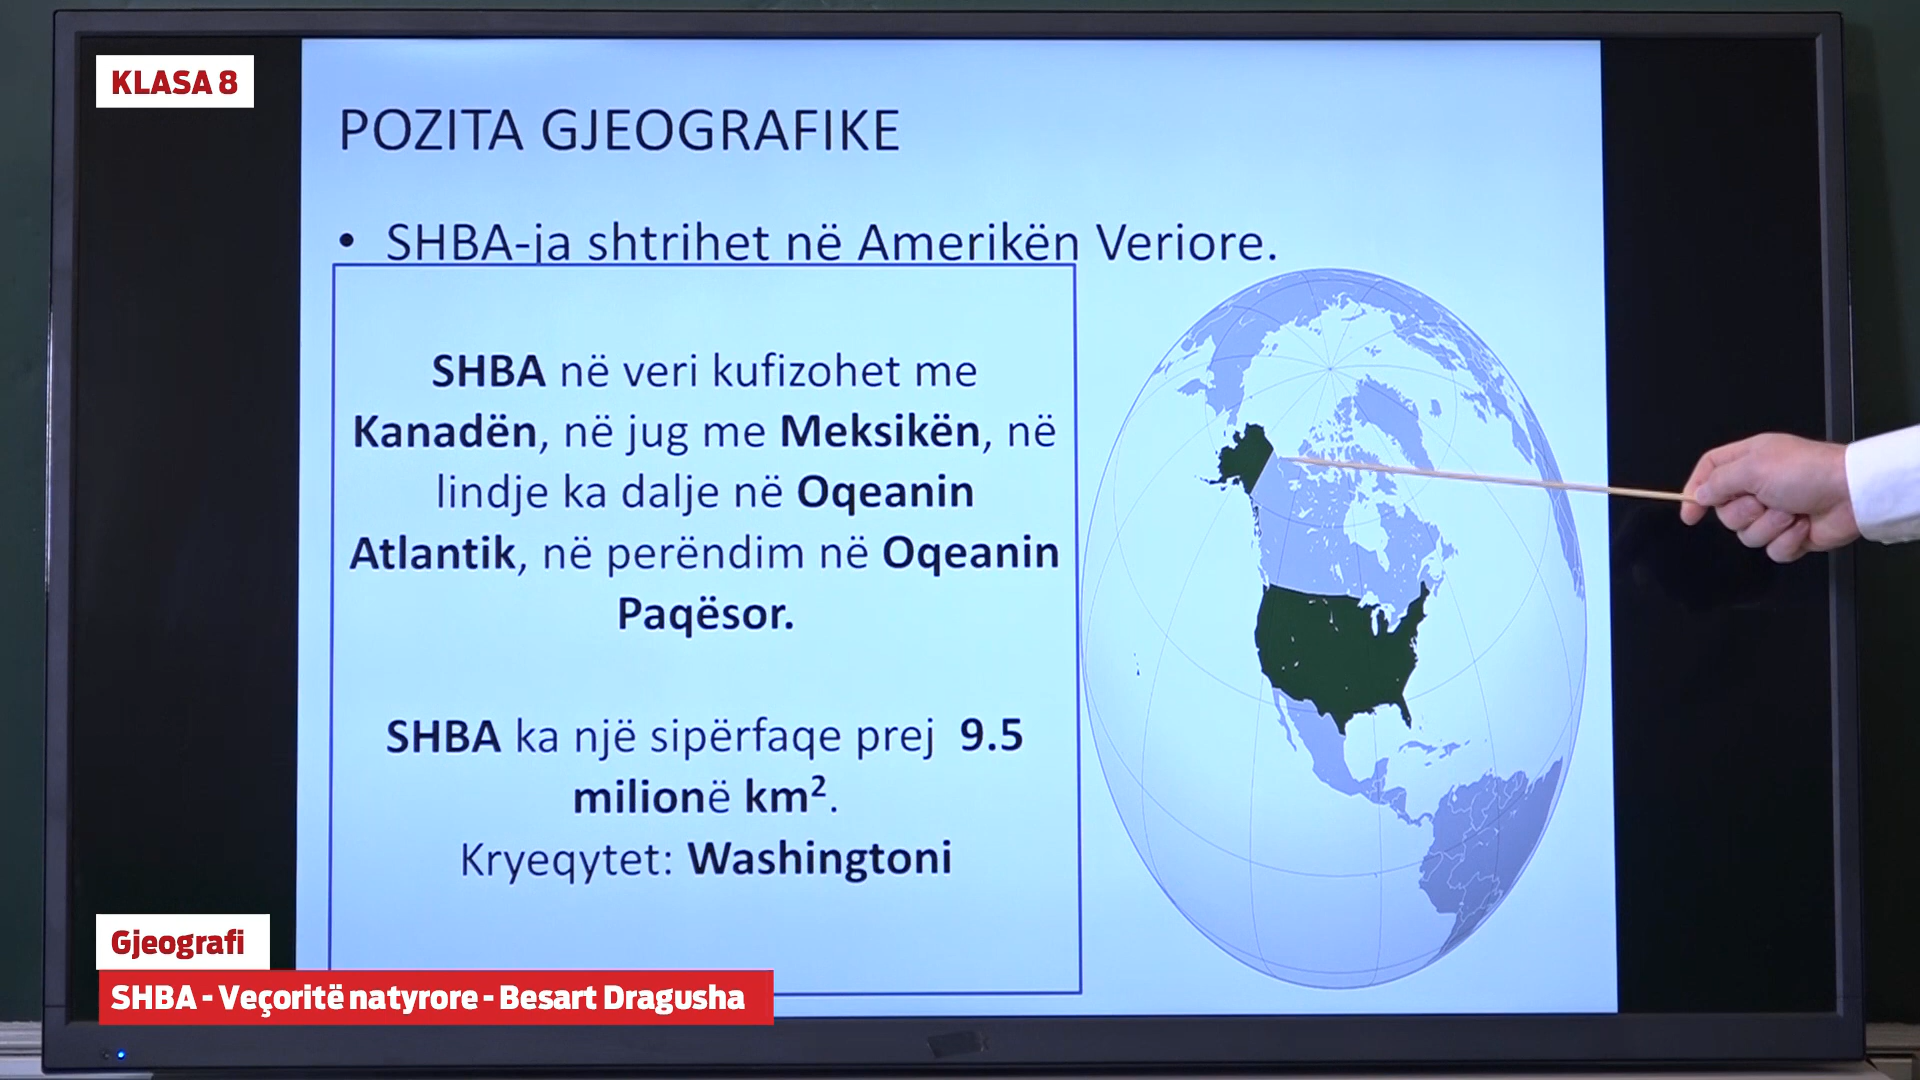 KLASA 8
POZITA GJEOGRAFIKE
• SHBA-ja shtrihet në Amerikën Veriore.
SHBA në veri kufizohet me
Kanadën, në jug me Meksikën, në
lindje ka dalje në Oqeanin
Atlantik, në perëndim në Oqeanin
Paqësor.
SHBA ka një sipërfaqe prej 9.5
milionë km².
Kryeqytet: Washingtoni
Gjeografi
SHBA - Veçoritë natyrore - Besart Dragusha